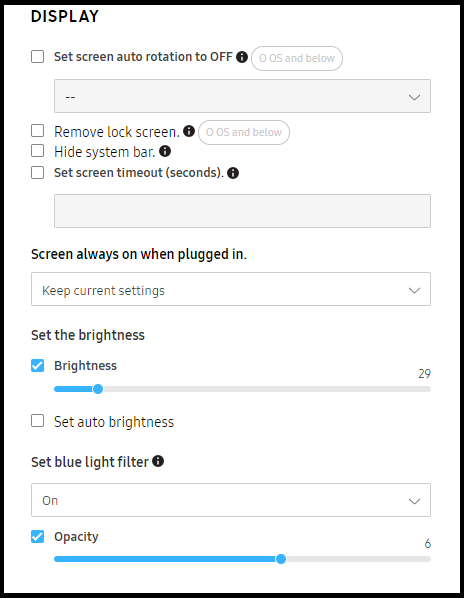 DISPLAY
Set screen auto rotation to OFF O OS and below
--
Remove lock screen. O OS and below
Hide system bar.
Set screen timeout (seconds).
Screen always on when plugged in.
Keep current settings
Set the brightness
Brightness
29
Set auto brightness
Set blue light filter
On
Opacity
6